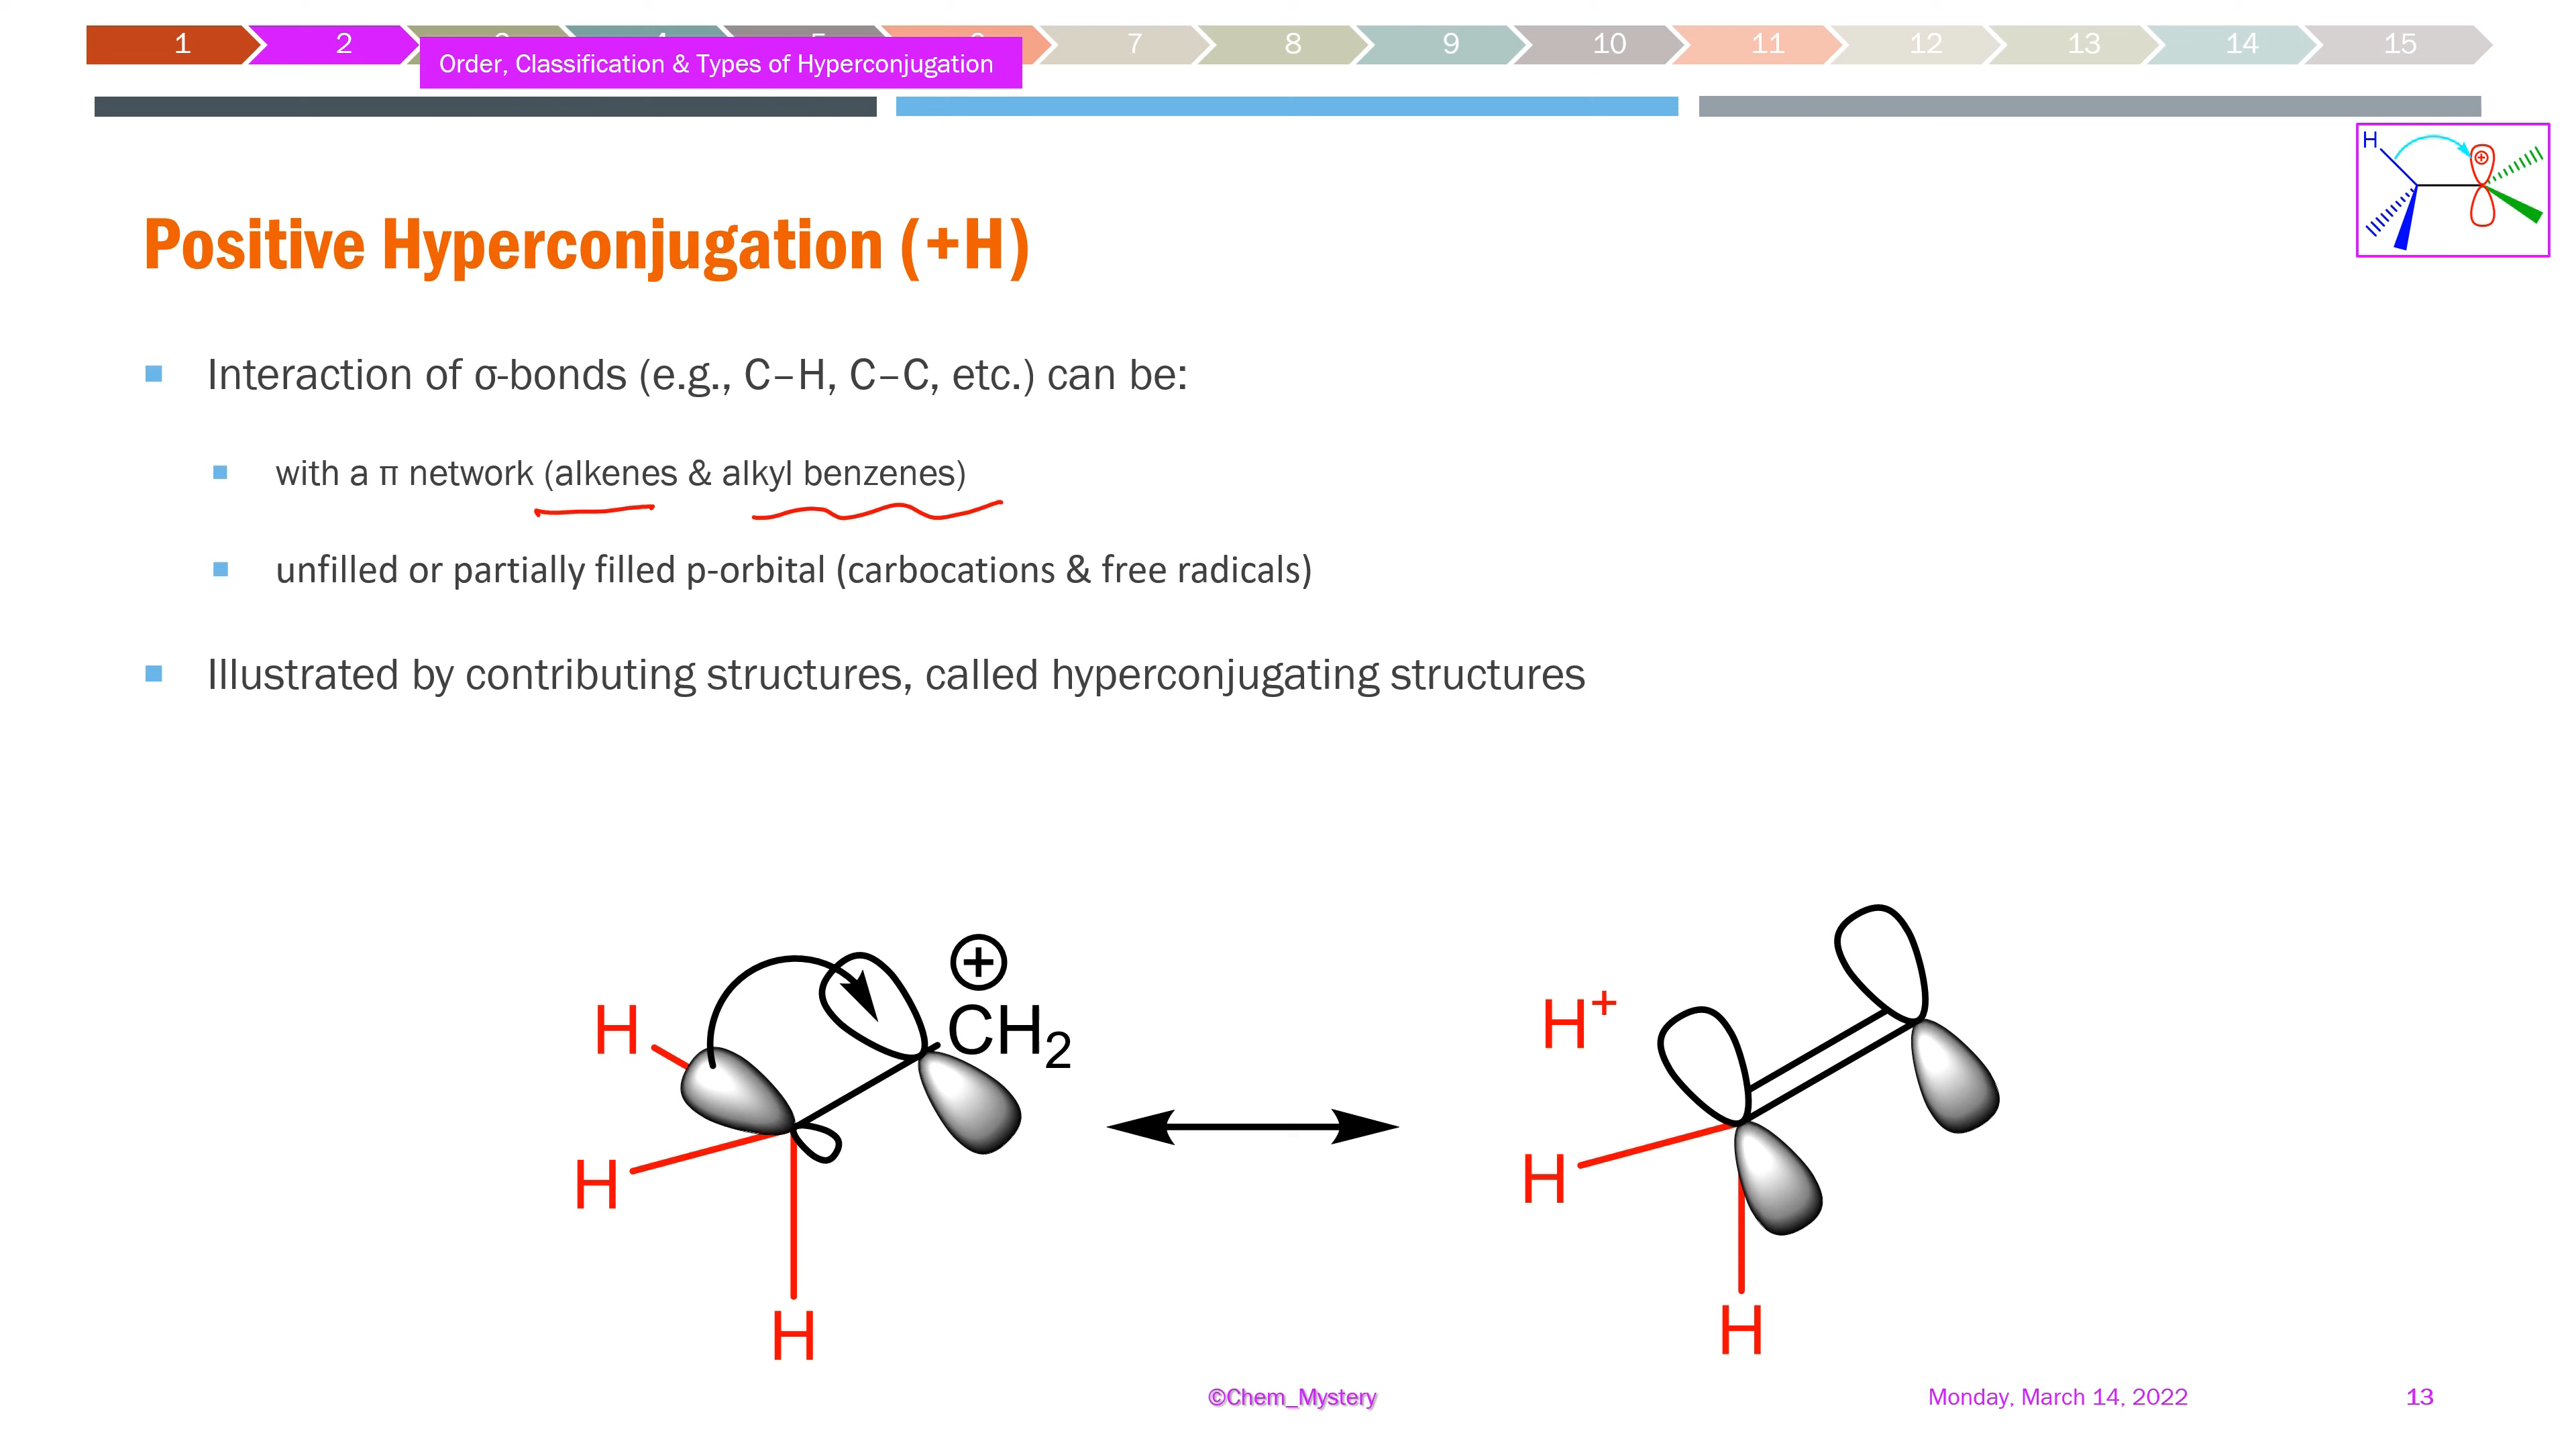 1 2 7 8 9 10 11 12 13 14 15
Order, Classification & Types of Hyperconjugation
H
⊕
Positive Hyperconjugation (+H)
Interaction of σ-bonds (e.g., C–H, C–C, etc.) can be:
with a π network (alkenes & alkyl benzenes)
unfilled or partially filled p-orbital (carbocations & free radicals)
Illustrated by contributing structures, called hyperconjugating structures
⊕
H CH₂ H⁺
H H
H H
©Chem_Mystery Monday, March 14, 2022 13